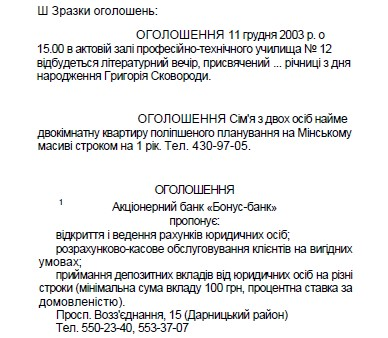 Ш Зразки оголошень:
ОГОЛОШЕННЯ 11 грудня 2003 р. о
15.00 в актовій залі професійно-технічного училища № 12
відбудеться літературний вечір, присвячений ... річниці з дня
народження Григорія Сковороди.
ОГОЛОШЕННЯ Сім'я з двох осіб найме
двокімнатну квартиру поліпшеного планування на Мінському
масиві строком на 1 рік. Тел. 430-97-05.
ОГОЛОШЕННЯ
1
Акціонерний банк «Бонус-банк»
пропонує:
відкриття і ведення рахунків юридичних осіб;
розрахунково-касове обслуговування клієнтів на вигідних
умовах;
приймання депозитних вкладів від юридичних осіб на різні
строки (мінімальна сума вкладу 100 грн, процентна ставка за
домовленістю).
Просп. Возз'єднання, 15 (Дарницький район)
Тел. 550-23-40, 553-37-07